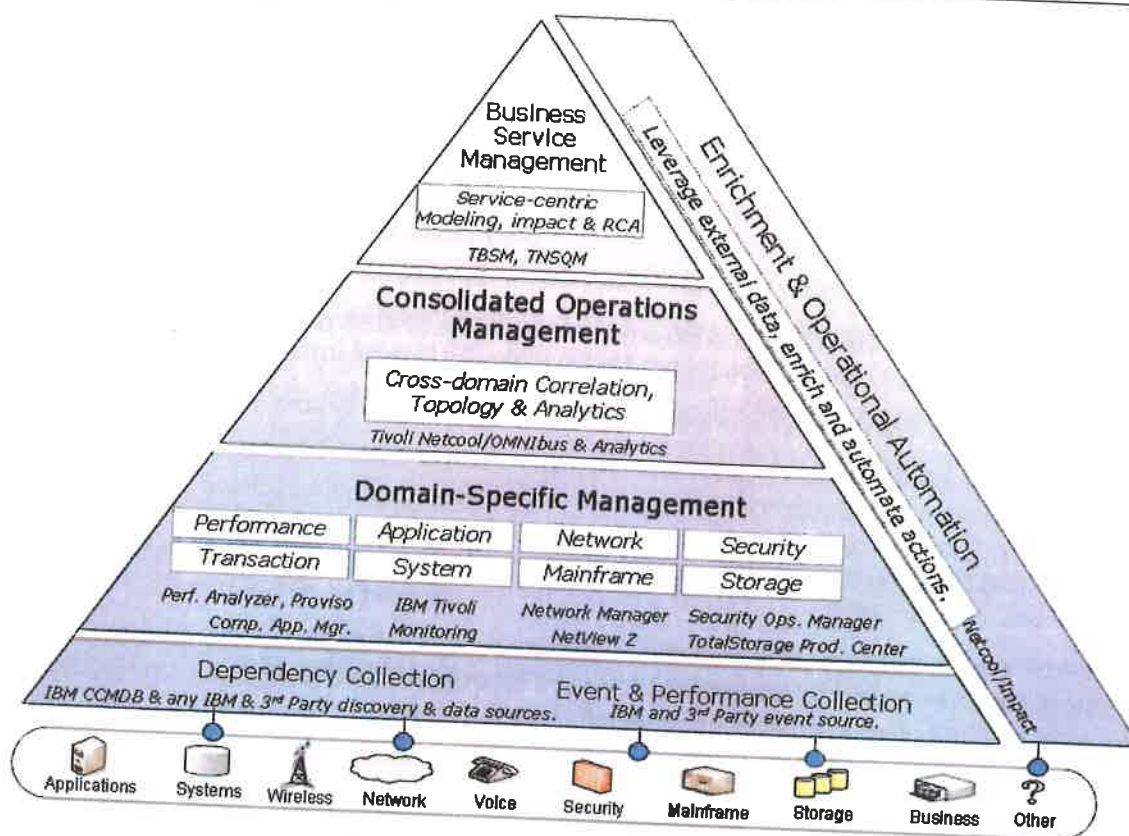 Business
Service
Management
Service-centric
Modeling, impact & RCA
TBSM, TNSQM
Consolidated Operations
Management
Cross-domain Correlation,
Topology & Analytics
Tivoli Netcool/OMNIbus & Analytics
Domain-Specific Management
Performance Application Network Security
Transaction System Mainframe Storage
Perf. Analyzer, Proviso IBM Tivoli Network Manager Security Ops. Manager
Comp. App. Mgr. Monitoring NetView Z TotalStorage Prod. Center
Dependency Collection Event & Performance Collection
IBM CCMDB & any IBM & 3rd Party discovery & data sources. IBM and 3rd Party event source.
Enrichment & Operational Automation
Leverage external data, enrich and automate actions.
Netcool/Impact
Applications Systems Wireless Network Voice Security Mainframe Storage Business Other
?